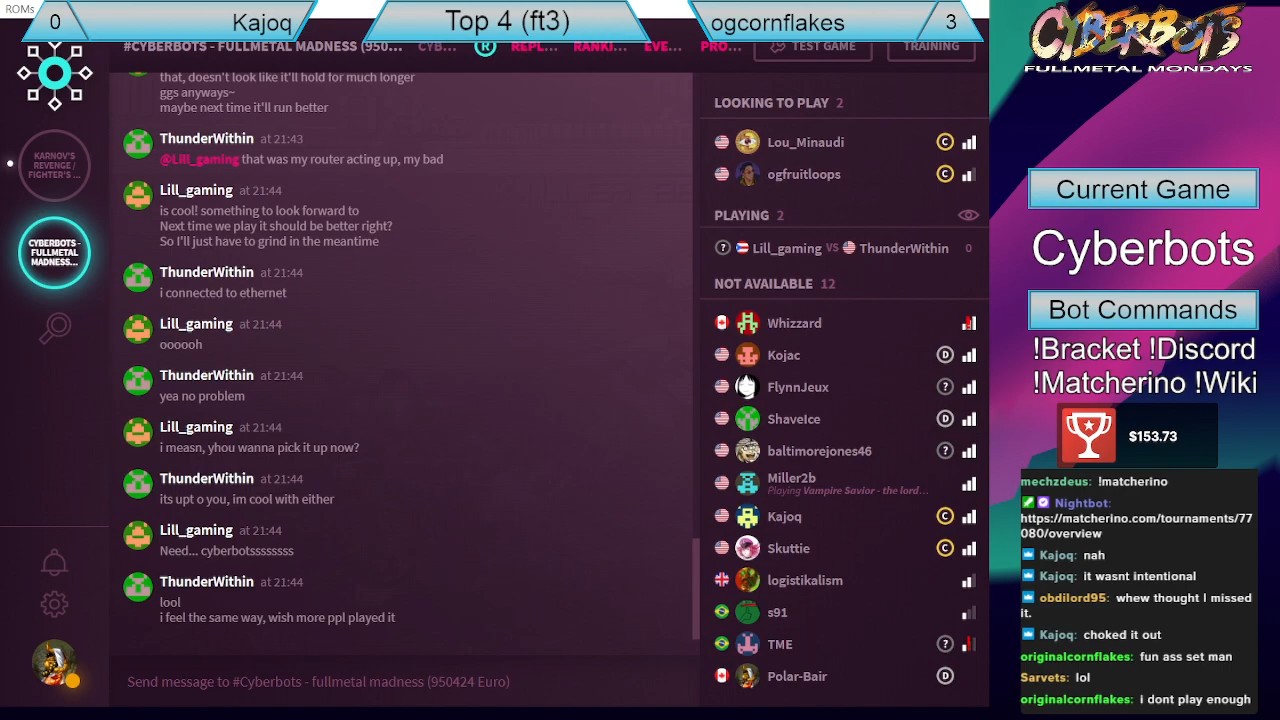 ROMs
0 Kajoq
Top 4 (ft3)
ogcornflakes 3
CYBERBOTS
FULLMETAL MONDAYS
#CYBERBOTS - FULLMETAL MADNESS (950...
CYB...
R
REPL...
RANKI...
EVE...
PRO...
TEST GAME
TRAINING
KARNOV'S
REVENGE /
FIGHTER'S ...
CYBERBOTS -
FULLMETAL
MADNESS...
that, doesn't look like it'll hold for much longer
ggs anyways~
maybe next time it'll run better
ThunderWithin at 21:43
@Lill_gaming that was my router acting up, my bad
Lill_gaming at 21:44
is cool! something to look forward to
Next time we play it should be better right?
So I'll just have to grind in the meantime
ThunderWithin at 21:44
i connected to ethernet
Lill_gaming at 21:44
oooooh
ThunderWithin at 21:44
yea no problem
Lill_gaming at 21:44
i measn, yhou wanna pick it up now?
ThunderWithin at 21:44
its upt o you, im cool with either
Lill_gaming at 21:44
Need... cyberbotssssssss
ThunderWithin at 21:44
lool
i feel the same way, wish more ppl played it
Send message to #Cyberbots - fullmetal madness (950424 Euro)
LOOKING TO PLAY 2
Lou_Minaudi C
ogfruitloops C
PLAYING 2
? Lill_gaming VS ThunderWithin 0
NOT AVAILABLE 12
Whizzard
Kojac D
FlynnJeux ?
ShaveIce D
baltimorejones46 ?
Miller2b
Playing Vampire Savior - the lord...
Kajoq C
Skuttie C
logistikalism
s91
TME ?
Polar-Bair D
Current Game
Cyberbots
Bot Commands
!Bracket !Discord
!Matcherino !Wiki
$153.73
mechzdeus: !matcherino
Nightbot:
https://matcherino.com/tournaments/77
080/overview
Kajoq: nah
Kajoq: it wasnt intentional
obdilord95: whew thought I missed
it.
Kajoq: choked it out
originalcornflakes: fun ass set man
Sarvets: lol
originalcornflakes: i dont play enough